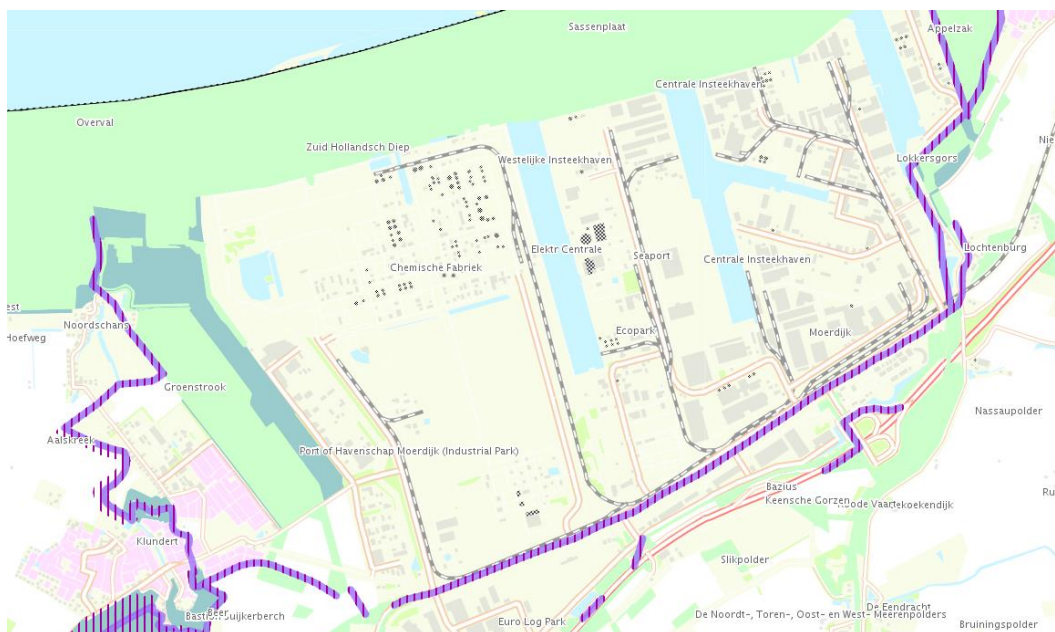 Sassenplaat
Appelzak
Centrale Insteekhaven
Overval
Zuid Hollandsch Diep
Westelijke Insteekhaven
Lokkersgors
Nie
Elektr Centrale
Seaport
Lochtenburg
Centrale Insteekhaven
Chemische Fabriek
est
Noordschans
Hoefweg
Ecopark
Moerdijk
Groenstrook
Nassaupolder
Aalskreek
Port of Havenschap Moerdijk (Industrial Park)
Bazius
Keensche Gorzen
Roode Vaart
Ru
Klundert
Slikpolder
De Eendracht
Beer
Bastion Suijkerberch
De Noordt-, Toren-, Oost- en West- Meerenpolders
Euro Log Park
Bruiningspolder